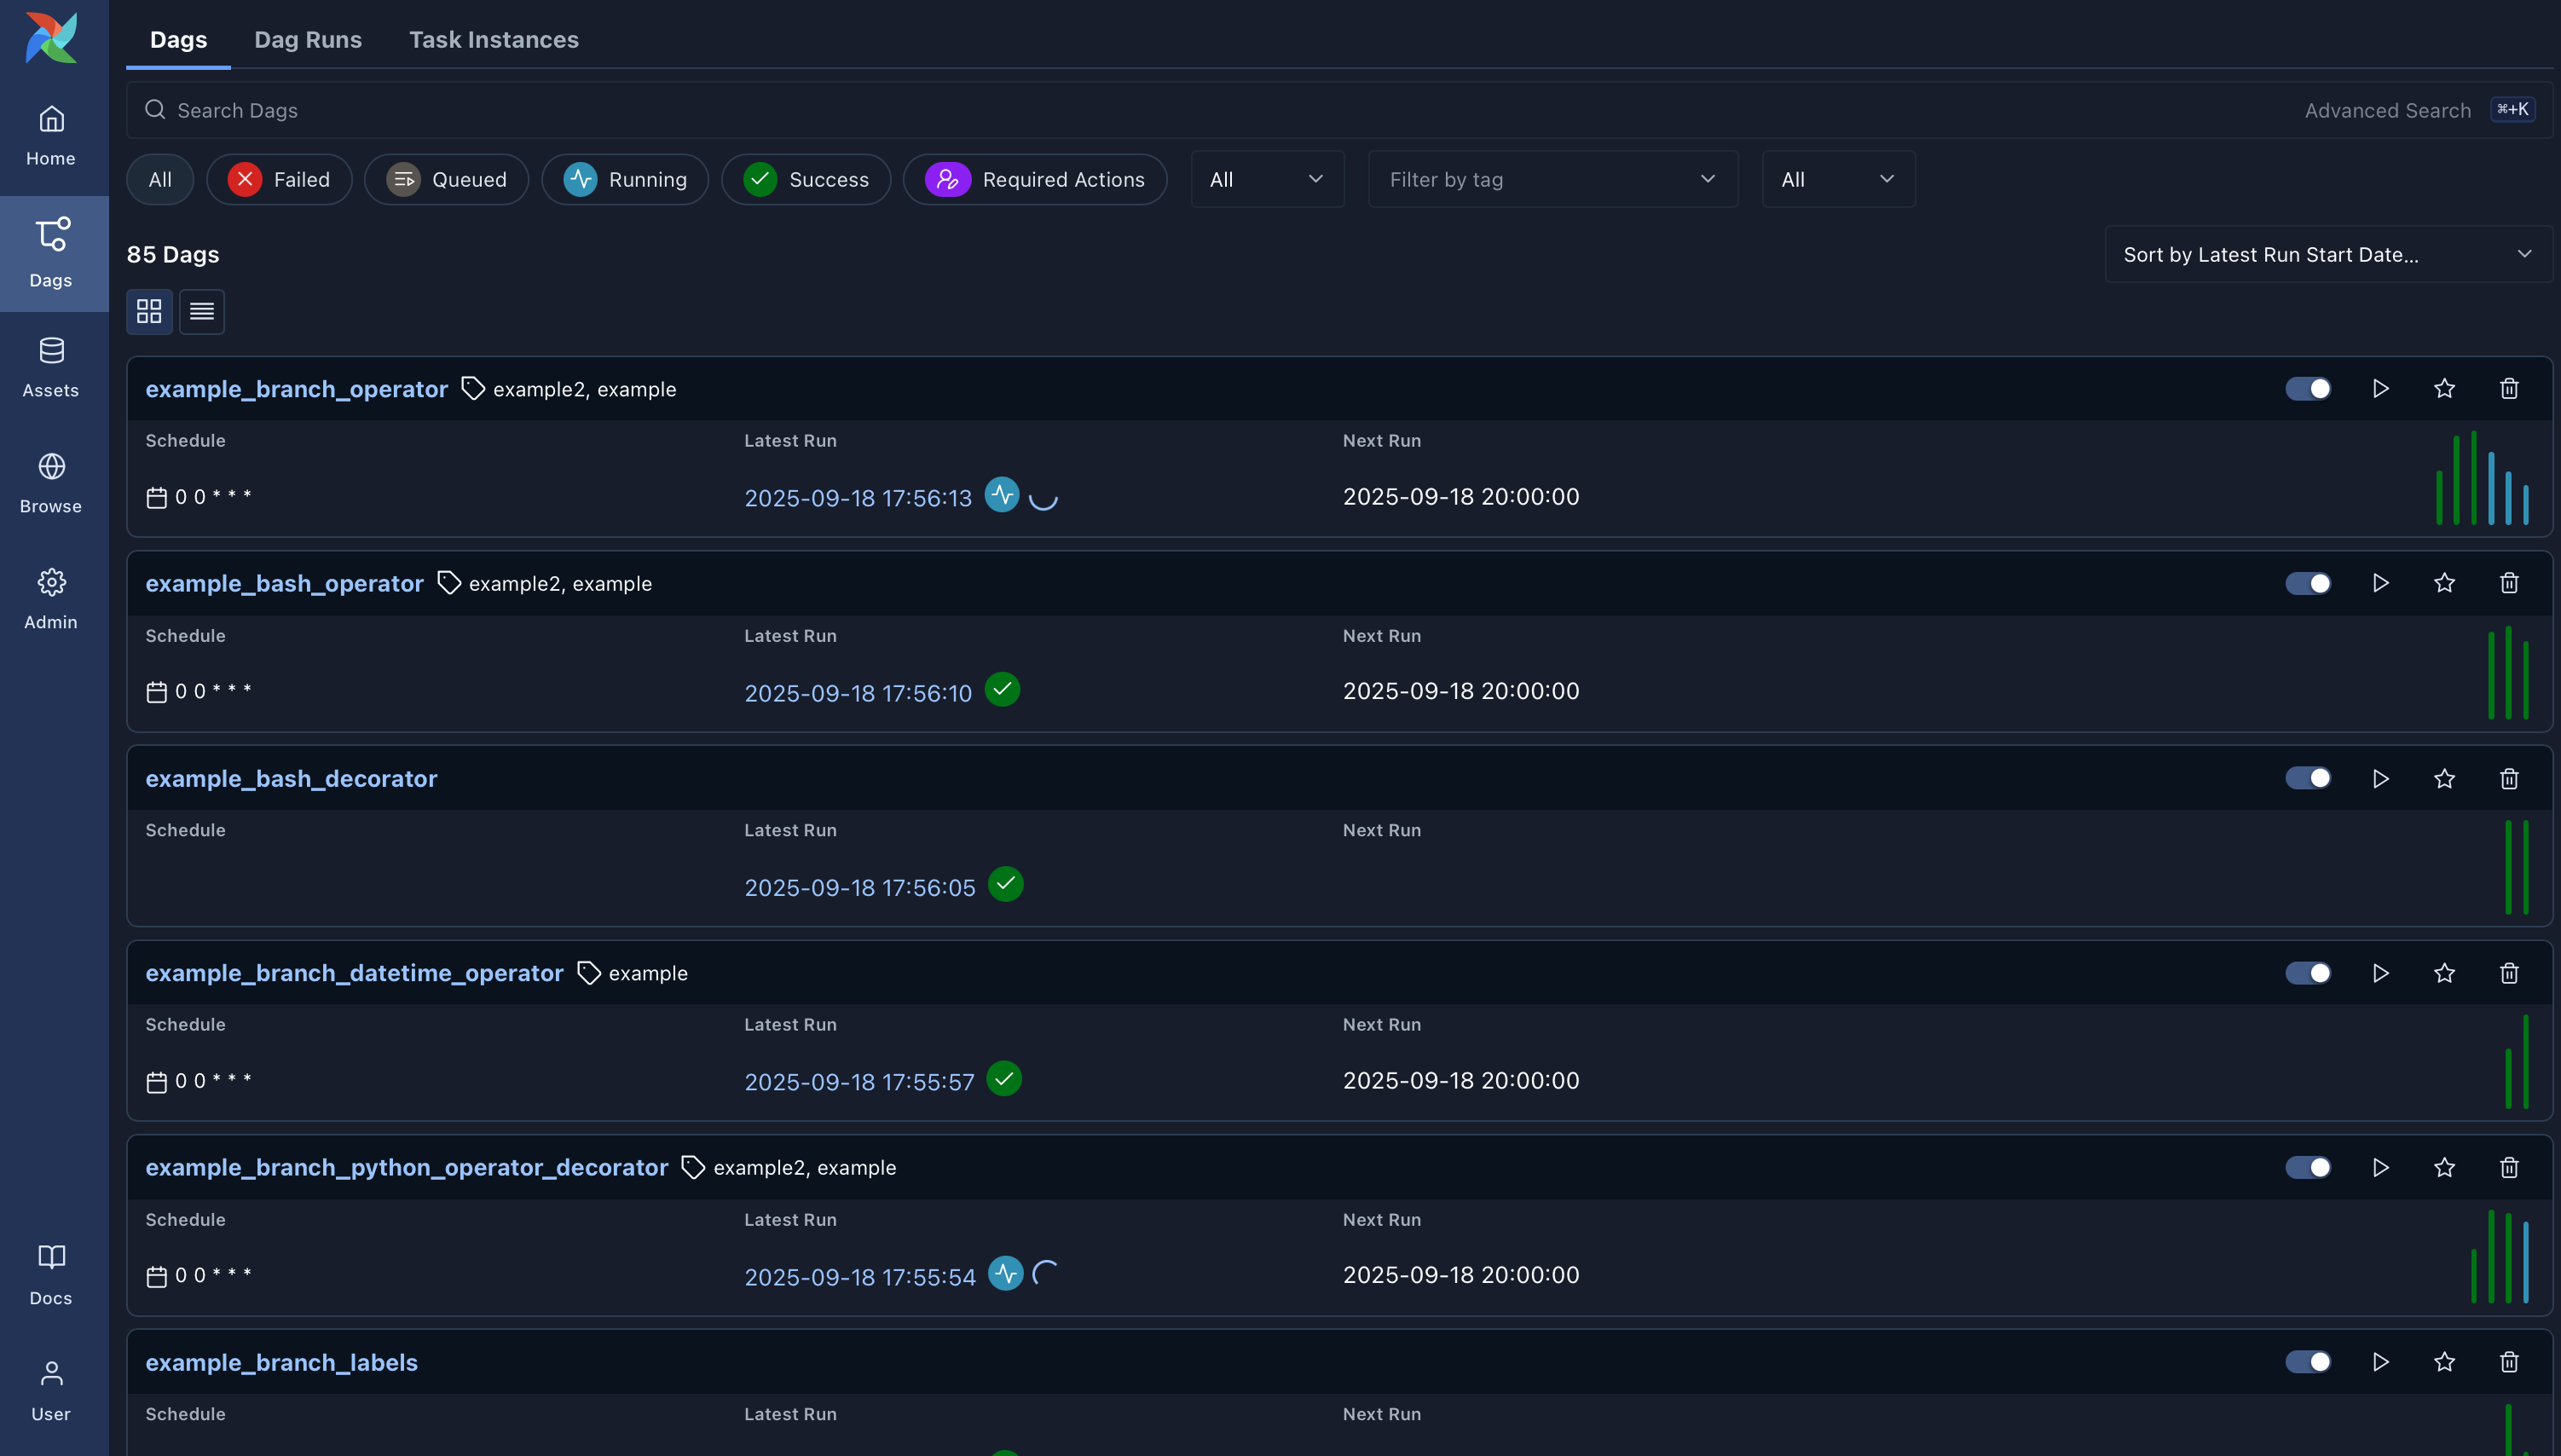 Dags Dag Runs Task Instances
Search Dags Advanced Search ⌘+K
All Failed Queued Running Success Required Actions All Filter by tag All
85 Dags Sort by Latest Run Start Date...
Home
Dags
Assets
Browse
Admin
Docs
User
example_branch_operator example2, example
Schedule Latest Run Next Run
0 0 * * * 2025-09-18 17:56:13 2025-09-18 20:00:00
example_bash_operator example2, example
Schedule Latest Run Next Run
0 0 * * * 2025-09-18 17:56:10 2025-09-18 20:00:00
example_bash_decorator
Schedule Latest Run Next Run
2025-09-18 17:56:05
example_branch_datetime_operator example
Schedule Latest Run Next Run
0 0 * * * 2025-09-18 17:55:57 2025-09-18 20:00:00
example_branch_python_operator_decorator example2, example
Schedule Latest Run Next Run
0 0 * * * 2025-09-18 17:55:54 2025-09-18 20:00:00
example_branch_labels
Schedule Latest Run Next Run